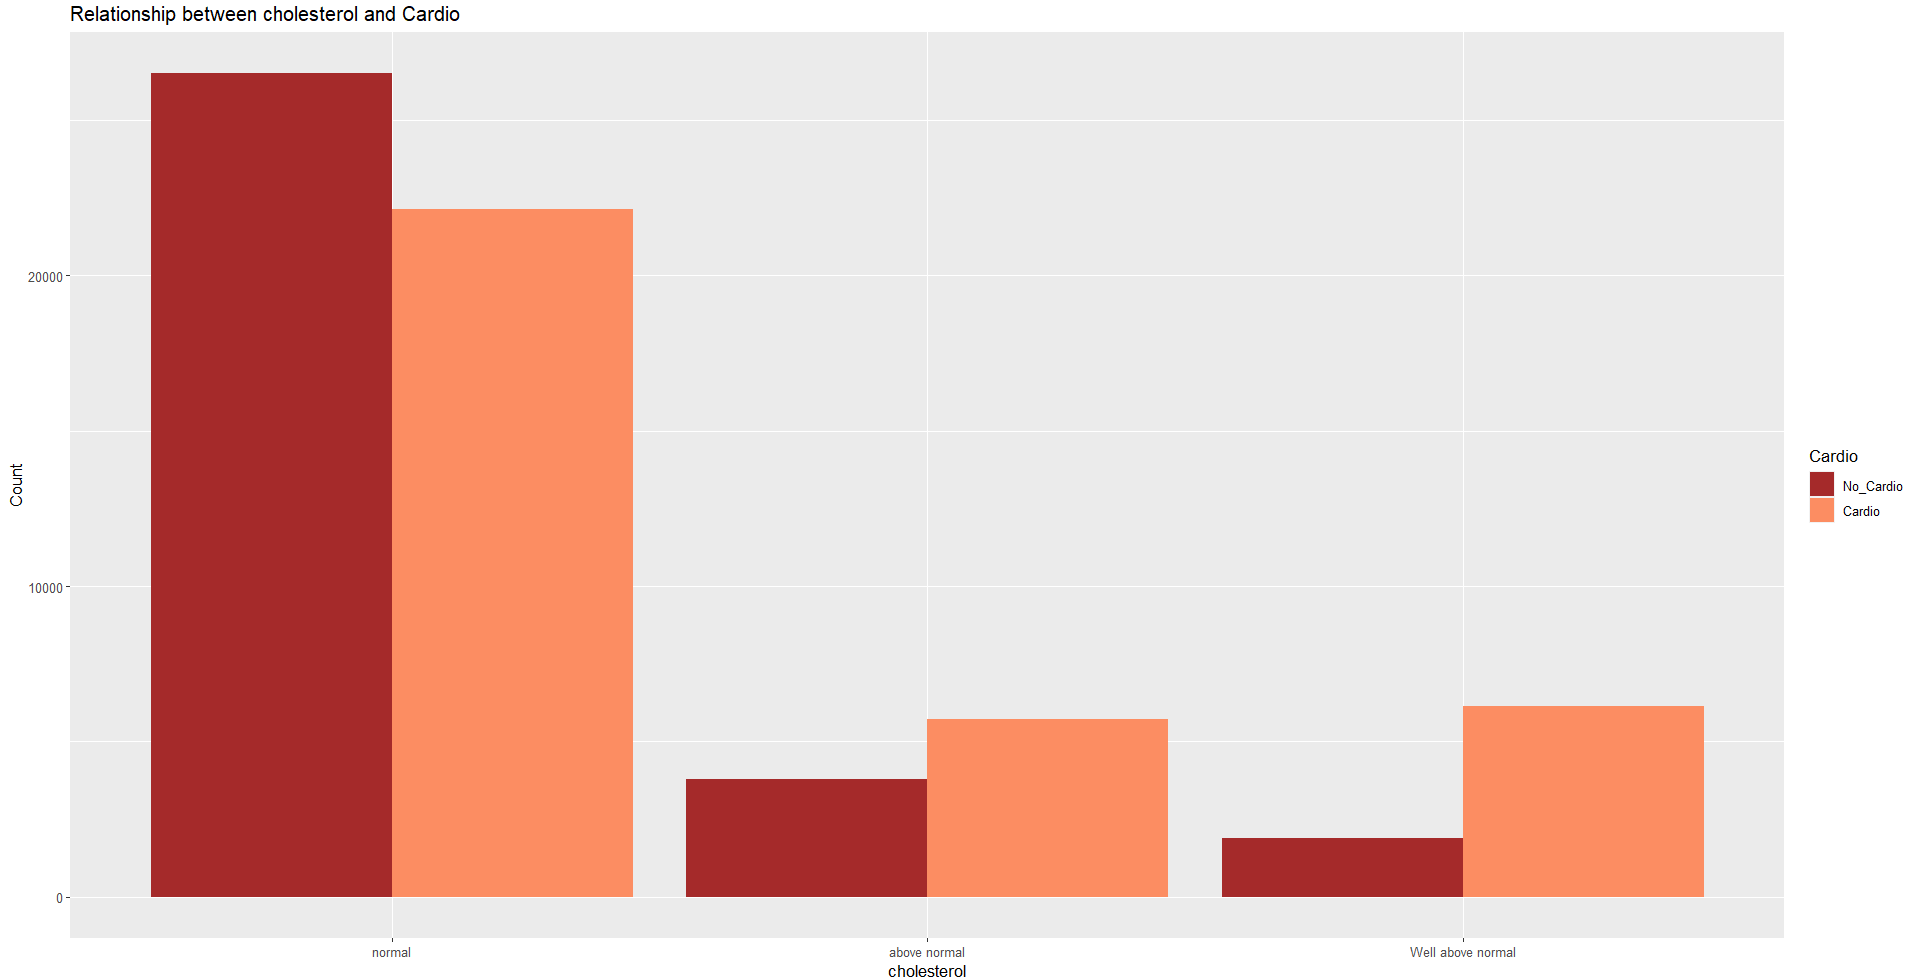 Relationship between cholesterol and Cardio
Count
20000
10000
0
normal
above normal
Well above normal
cholesterol
Cardio
No_Cardio
Cardio